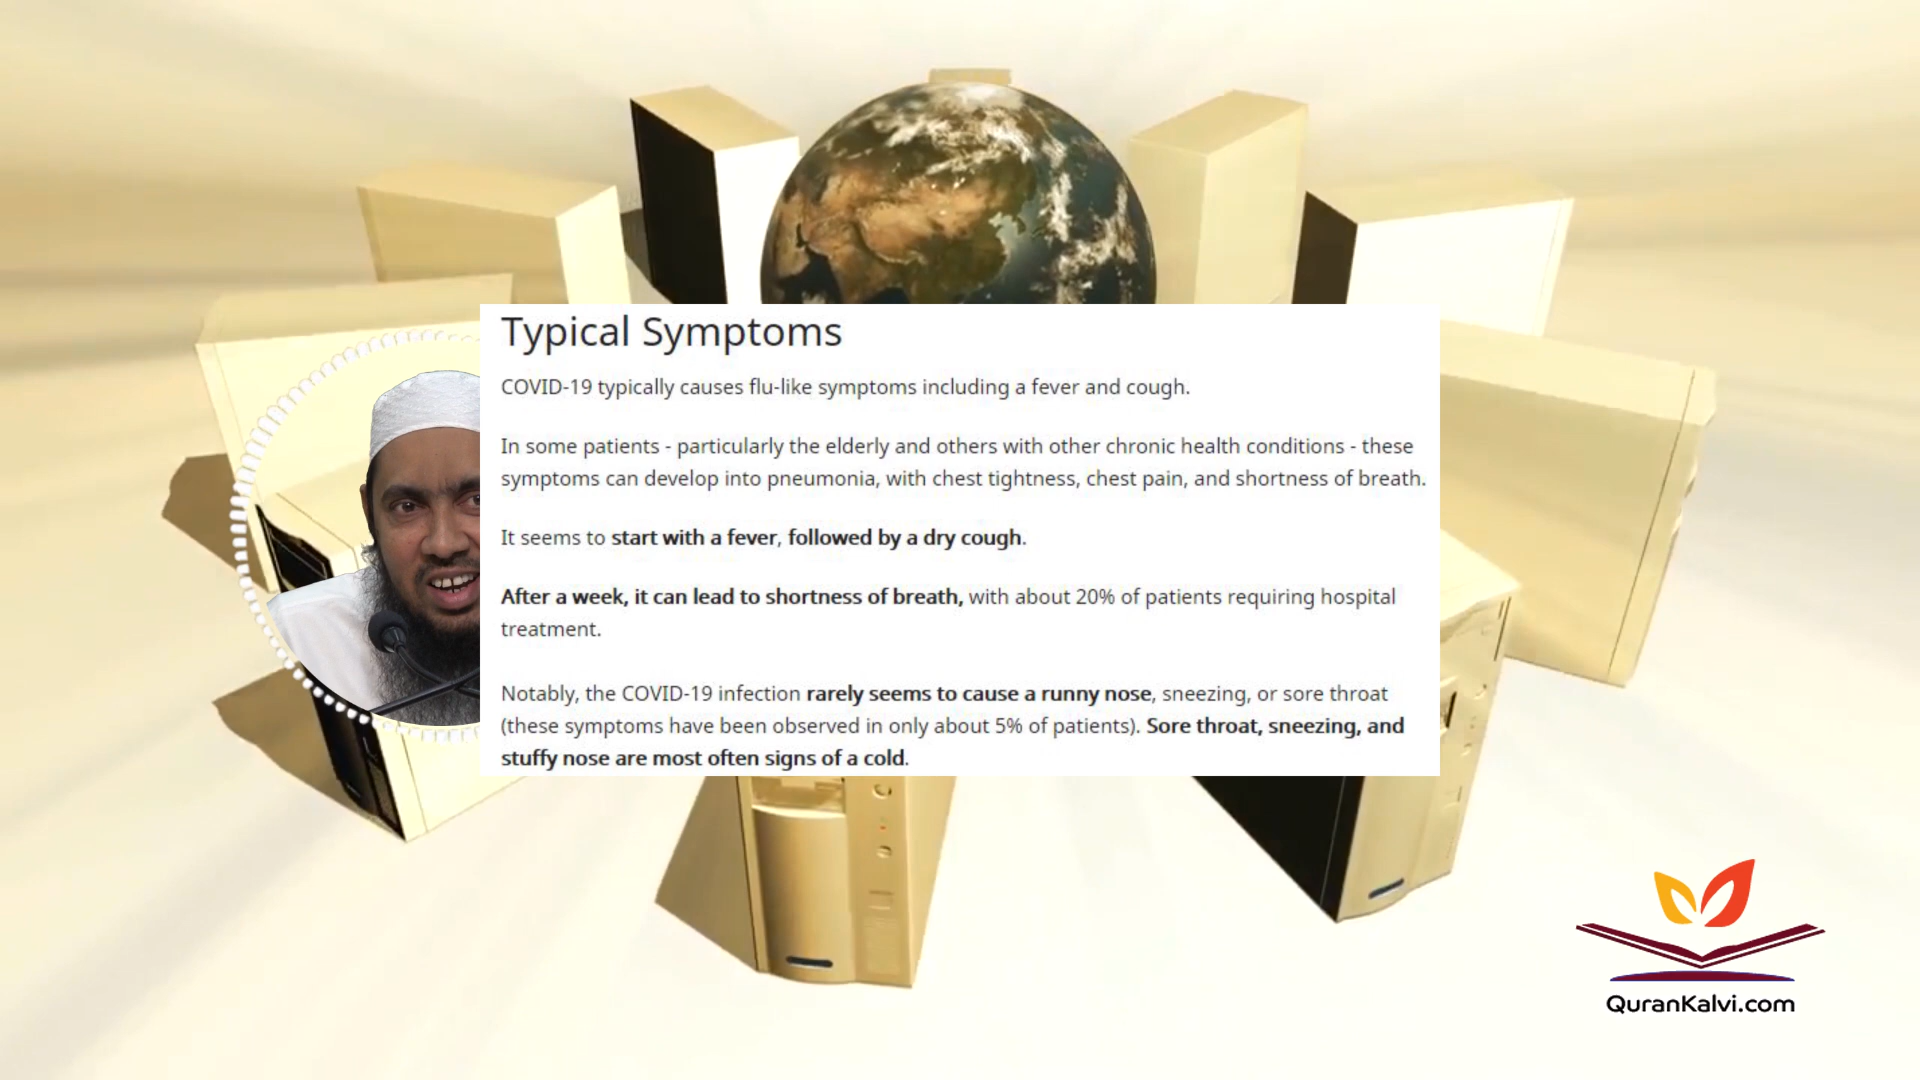 Typical Symptoms
COVID-19 typically causes flu-like symptoms including a fever and cough.
In some patients - particularly the elderly and others with other chronic health conditions - these
symptoms can develop into pneumonia, with chest tightness, chest pain, and shortness of breath.
It seems to start with a fever, followed by a dry cough.
After a week, it can lead to shortness of breath, with about 20% of patients requiring hospital
treatment.
Notably, the COVID-19 infection rarely seems to cause a runny nose, sneezing, or sore throat
(these symptoms have been observed in only about 5% of patients). Sore throat, sneezing, and
stuffy nose are most often signs of a cold.
QuranKalvi.com